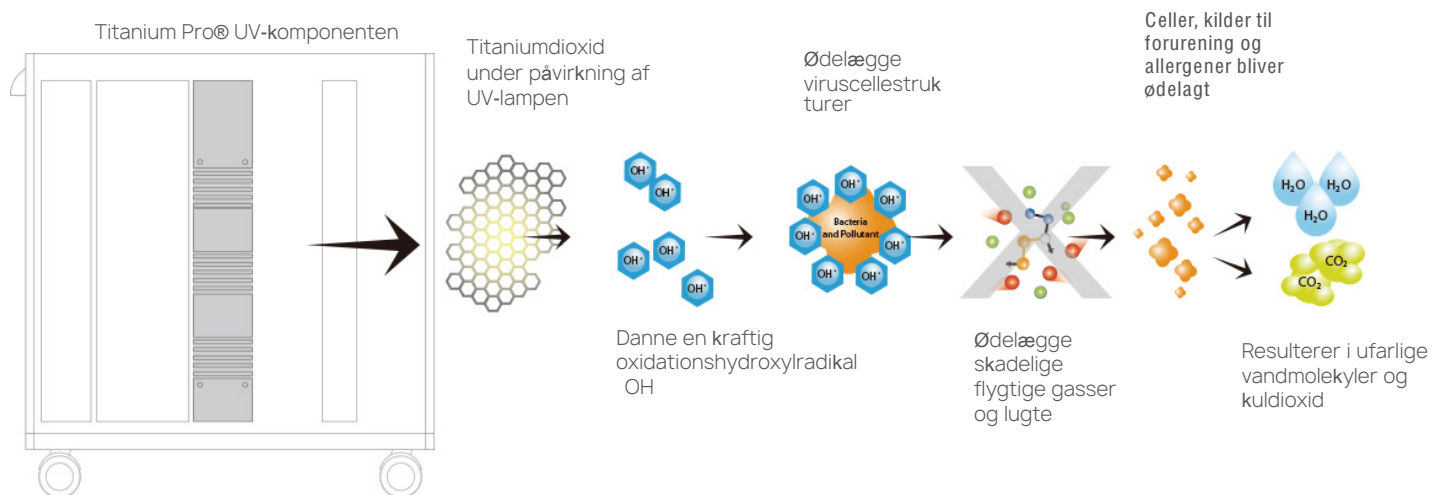 Titanium Pro® UV-komponenten
Titaniumdioxid
under påvirkning af
UV-lampen
OH·
OH·
OH·
OH·
OH·
Danne en kraftig
oxidationshydroxylradikal
OH
Ødelægge
viruscellestruk
turer
OH·
OH·
OH·
OH·
OH·
OH·
OH·
Bacteria
and Pollutant
Ødelægge
skadelige
flygtige gasser
og lugte
Celler, kilder til
forurening og
allergener bliver
ødelagt
H₂O
H₂O
H₂O
CO₂
CO₂
Resulterer i ufarlige
vandmolekyler og
kuldioxid